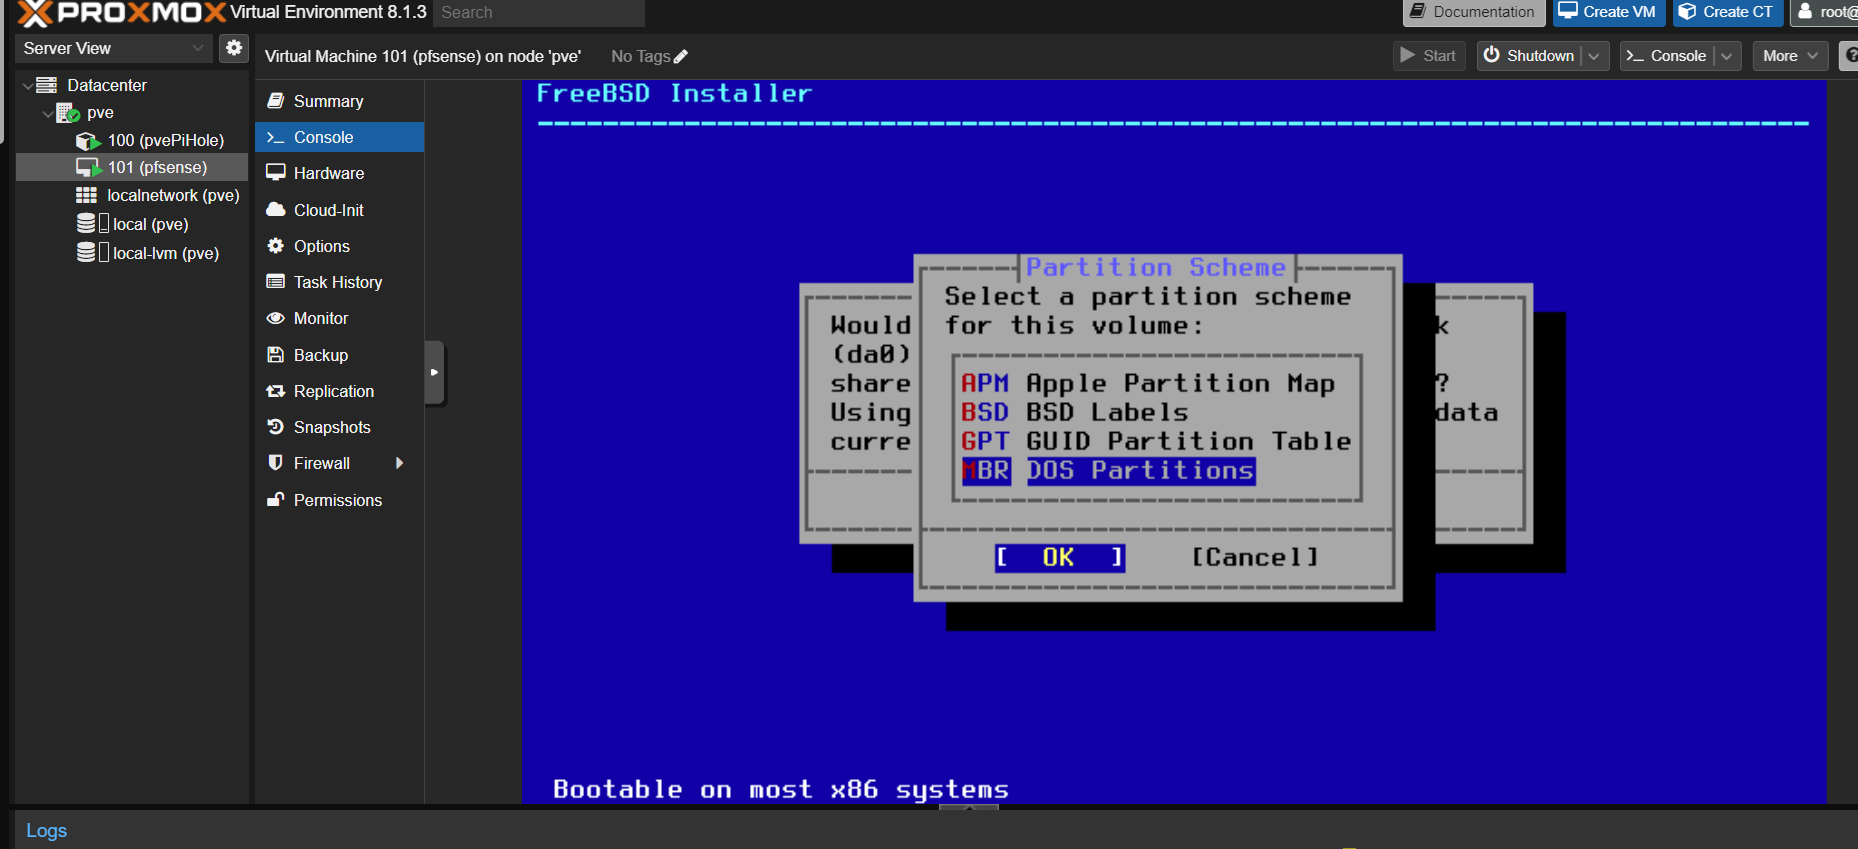 PROXMOX Virtual Environment 8.1.3 Search Documentation Create VM Create CT root@
Server View Virtual Machine 101 (pfsense) on node 'pve' No Tags Start Shutdown Console More
Datacenter
pve
100 (pvePiHole)
101 (pfsense)
localnetwork (pve)
local (pve)
local-lvm (pve)
Summary
>_ Console
Hardware
Cloud-Init
Options
Task History
Monitor
Backup
Replication
Snapshots
Firewall
Permissions
FreeBSD Installer
Would k
(da0)
share ?
Using data
curre
Partition Scheme
Select a partition scheme
for this volume:
APM Apple Partition Map
BSD BSD Labels
GPT GUID Partition Table
MBR DOS Partitions
[ OK ] [Cancel]
Bootable on most x86 systems
Logs